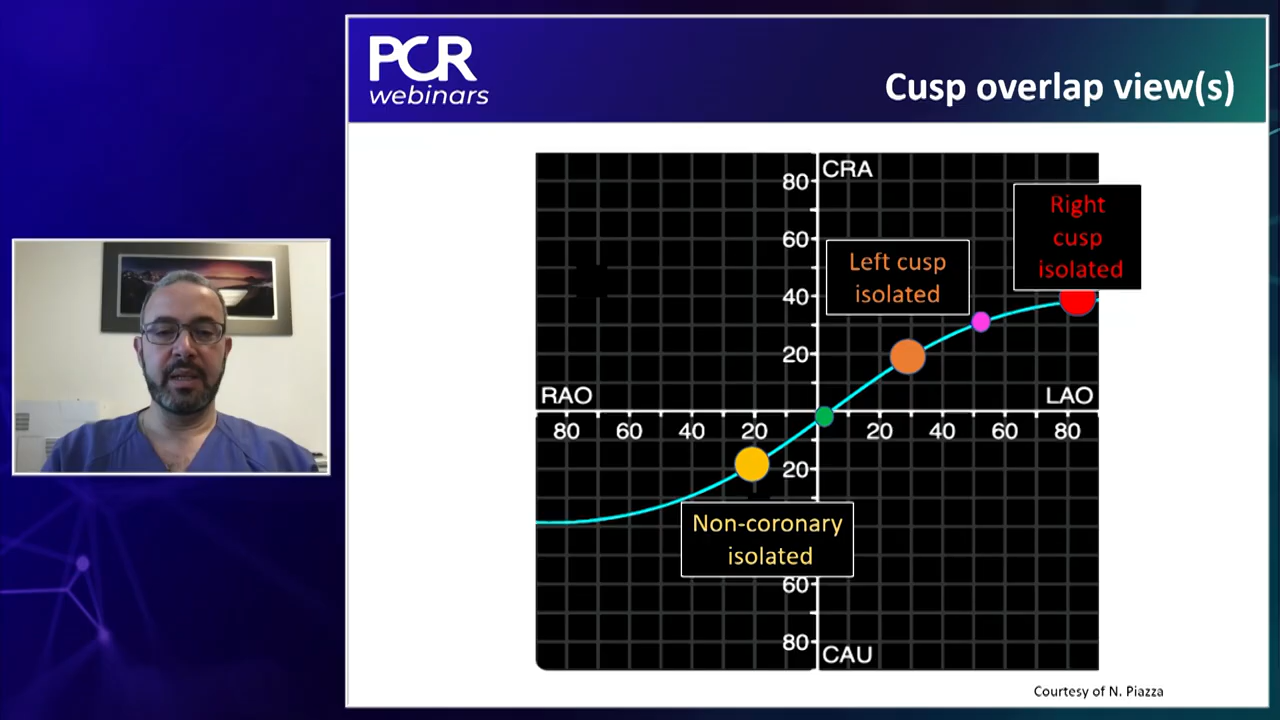 PCR
webinars
Cusp overlap view(s)
CRA
80
60
40
20
Right
cusp
isolated
Left cusp
isolated
RAO
LAO
80 60 40 20 20 40 60 80
20
Non-coronary
isolated
60
80
CAU
Courtesy of N. Piazza